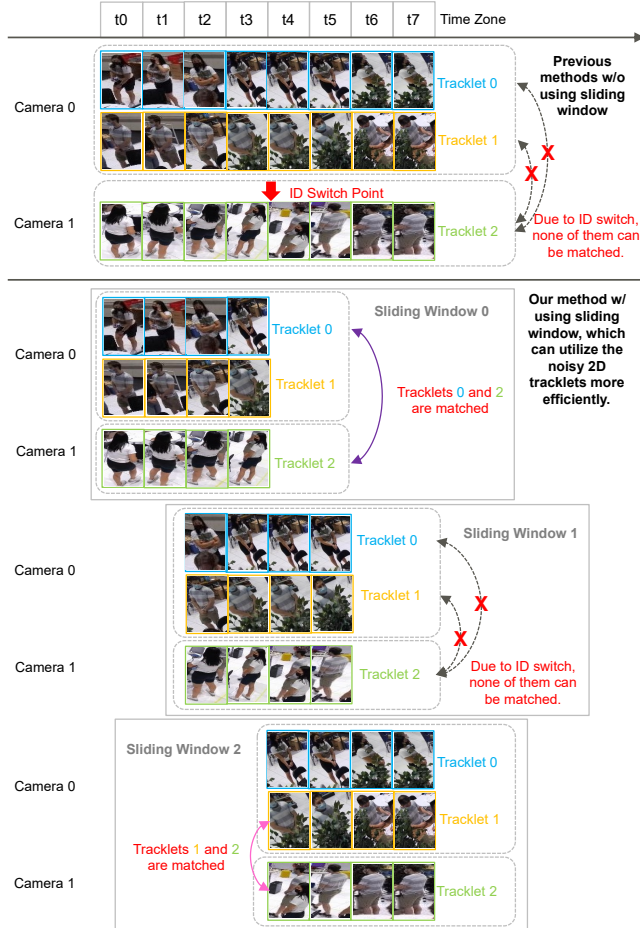 t0 t1 t2 t3 t4 t5 t6 t7 Time Zone
Camera 0
Tracklet 0
Tracklet 1
Previous
methods w/o
using sliding
window
X
X
ID Switch Point
Camera 1
Tracklet 2
Due to ID switch,
none of them can
be matched.
Sliding Window 0
Our method w/
using sliding
window, which
can utilize the
noisy 2D
tracklets more
efficiently.
Camera 0
Tracklet 0
Tracklet 1
Tracklets 0 and 2
are matched
Camera 1
Tracklet 2
Sliding Window 1
Camera 0
Tracklet 0
Tracklet 1
X
X
Camera 1
Tracklet 2
Due to ID switch,
none of them can
be matched.
Sliding Window 2
Camera 0
Tracklet 0
Tracklet 1
Tracklets 1 and 2
are matched
Camera 1
Tracklet 2